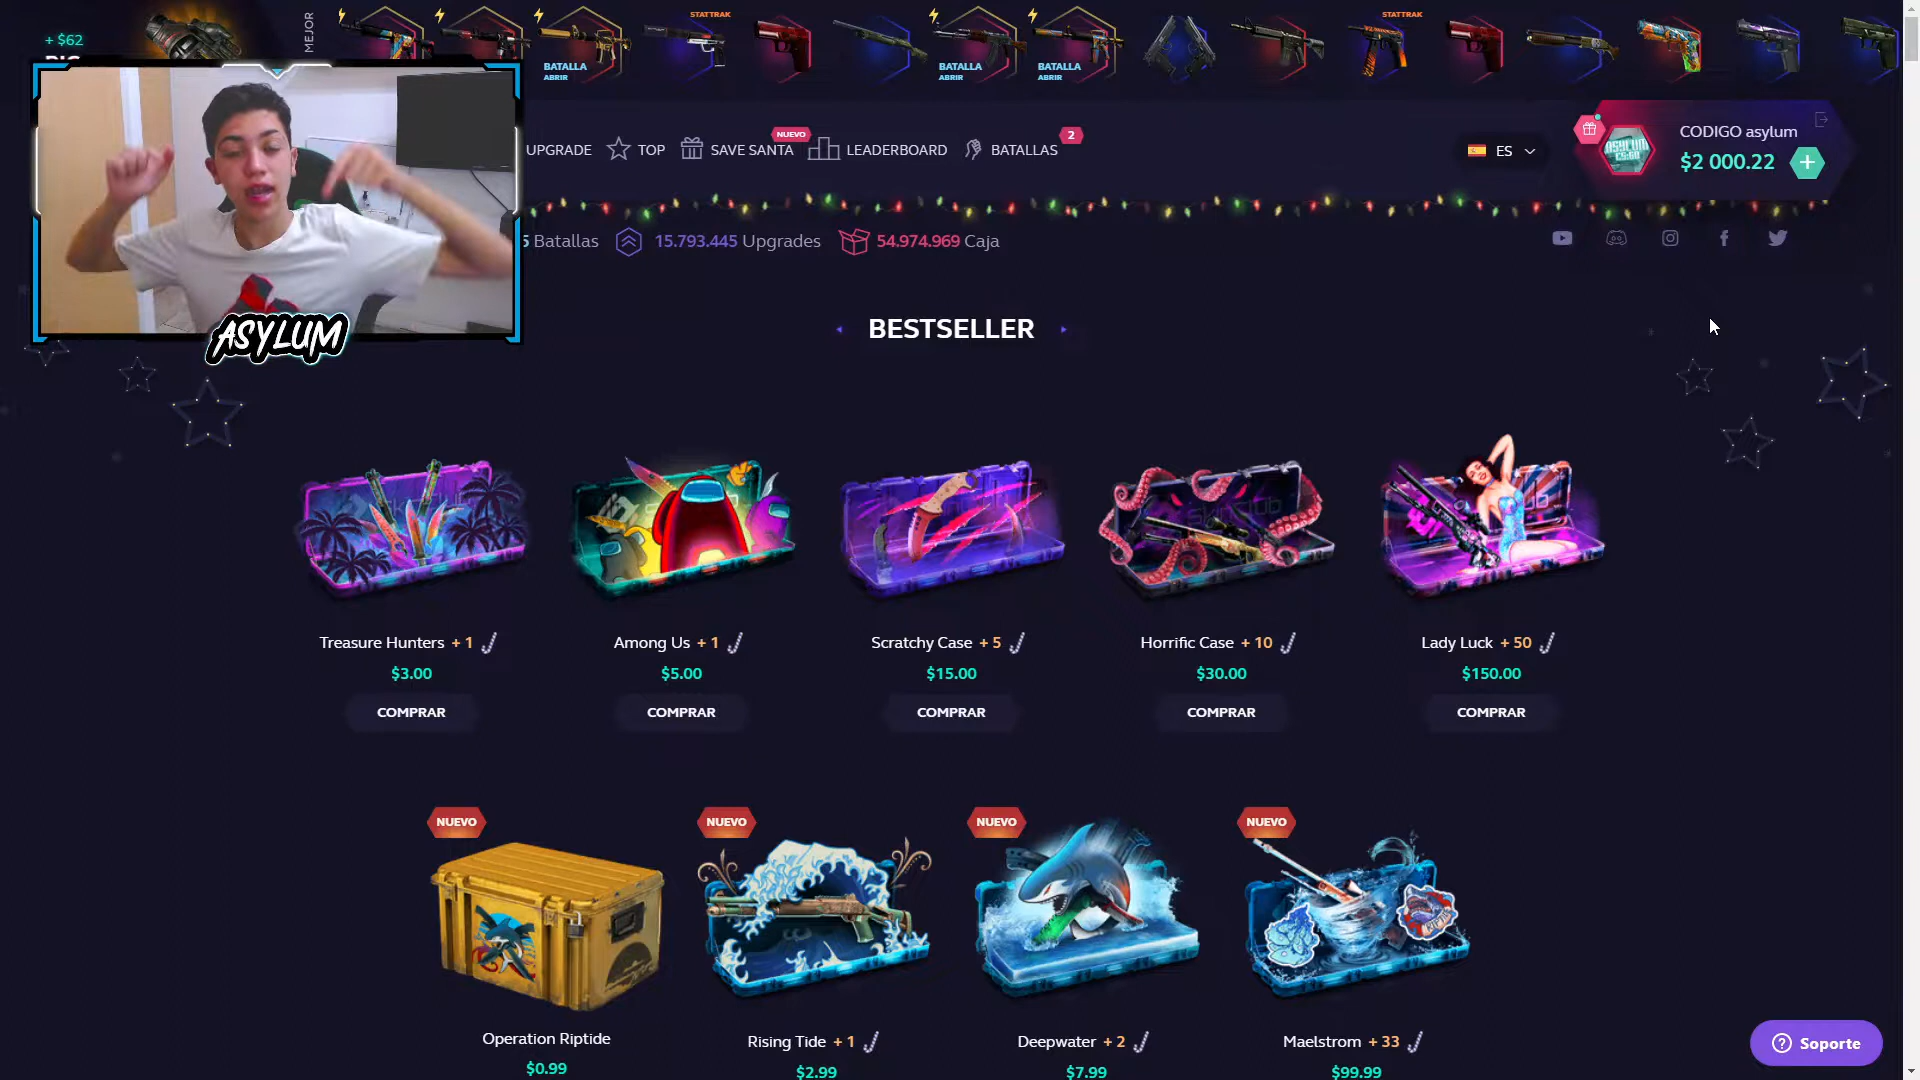 + $62
MEJOR
BATALLA
ABRIR
STATTRAK
BATALLA
ABRIR
BATALLA
ABRIR
STATTRAK
UPGRADE
TOP
NUEVO
SAVE SANTA
LEADERBOARD
BATALLAS
2
ES
CODIGO asylum
$2 000.22
ASYLUM
CS:GO
5 Batallas
15.793.445 Upgrades
54.974.969 Caja
ASYLUM
BESTSELLER
Treasure Hunters + 1
Among Us + 1
Scratchy Case + 5
Horrific Case + 10
Lady Luck + 50
$3.00
$5.00
$15.00
$30.00
$150.00
COMPRAR
COMPRAR
COMPRAR
COMPRAR
COMPRAR
NUEVO
NUEVO
NUEVO
NUEVO
Operation Riptide
Rising Tide + 1
Deepwater + 2
Maelstrom + 33
$0.99
$2.99
$7.99
$99.99
Soporte